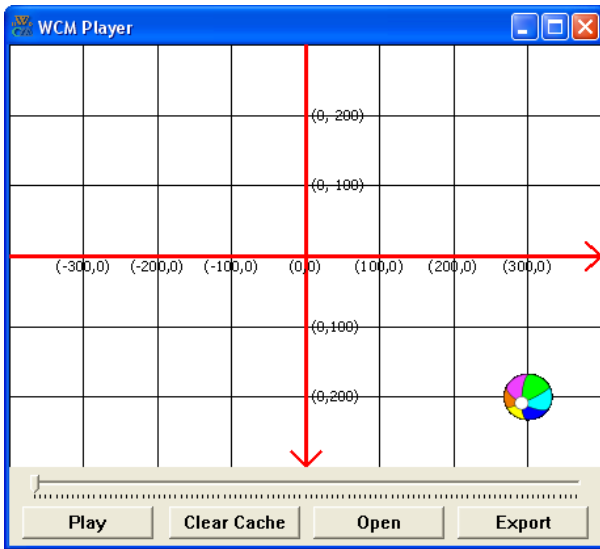 WCM Player
(0, 200)
(0, 100)
(-300,0) (-200,0) (-100,0) (0,0) (100,0) (200,0) (300,0)
(0,100)
(0,200)
Play Clear Cache Open Export